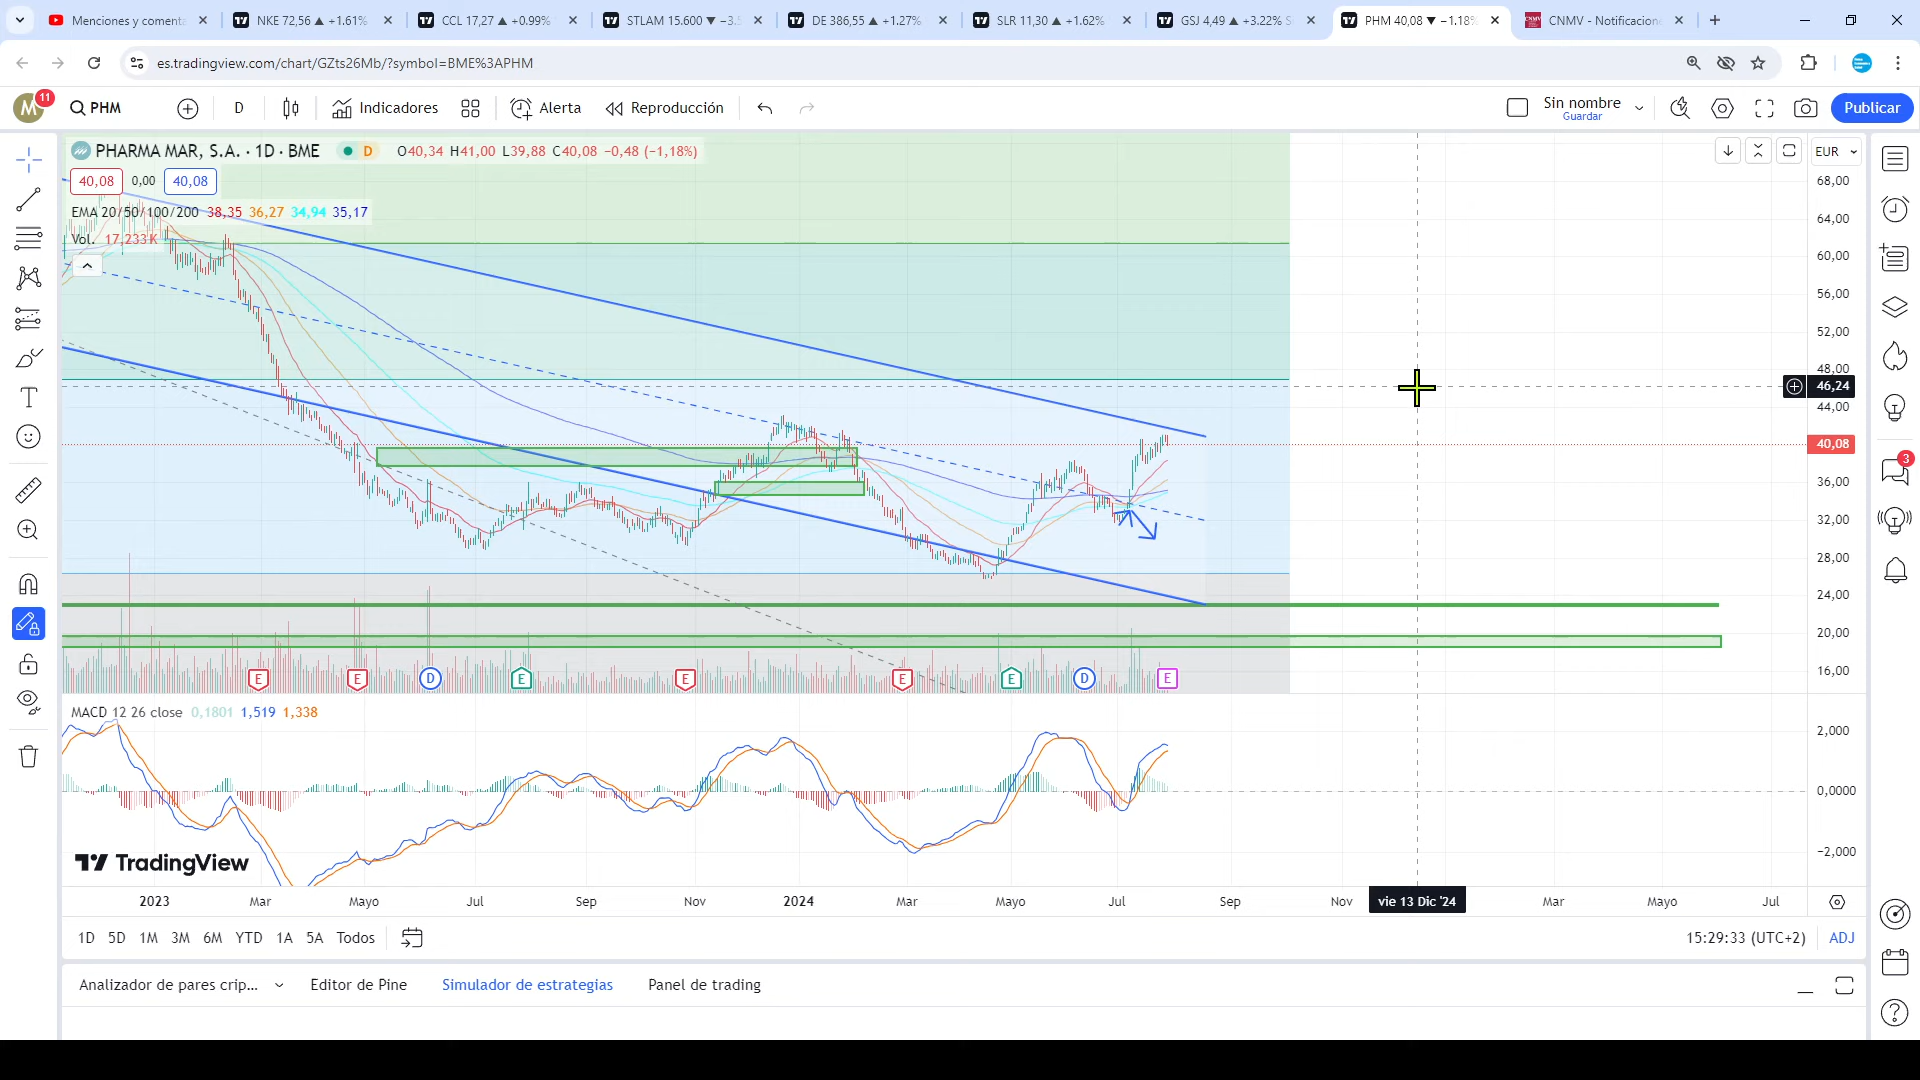 Menciones y comenta
NKE 72,56 ▲ +1.61%
CCL 17,27 ▲ +0.99%
STLAM 15.600 ▼ −3.
DE 386,55 ▲ +1.27%
SLR 11,30 ▲ +1.62%
GSJ 4,49 ▲ +3.22% S
PHM 40,08 ▼ −1.18%
CNMV - Notificacion
es.tradingview.com/chart/GZts26Mb/?symbol=BME%3APHM
M
11
PHM
D
Indicadores
Alerta
Reproducción
Sin nombre
Guardar
Publicar
PHARMA MAR, S.A. · 1D · BME
D
O40,34 H41,00 L39,88 C40,08 −0,48 (−1,18%)
EUR
40,08 0,00 40,08
EMA 20/50/100/200 38,35 36,27 34,94 35,17
Vol. 17,233K
68,00
64,00
60,00
56,00
52,00
48,00
46,24
44,00
40,08
36,00
32,00
28,00
24,00
20,00
16,00
3
E E D E E E E D E
MACD 12 26 close 0,1801 1,519 1,338
2,000
0,0000
−2,000
TradingView
2023 Mar Mayo Jul Sep Nov 2024 Mar Mayo Jul Sep Nov vie 13 Dic '24 Mar Mayo Jul
1D 5D 1M 3M 6M YTD 1A 5A Todos
15:29:33 (UTC+2) ADJ
Analizador de pares crip... Editor de Pine Simulador de estrategias Panel de trading